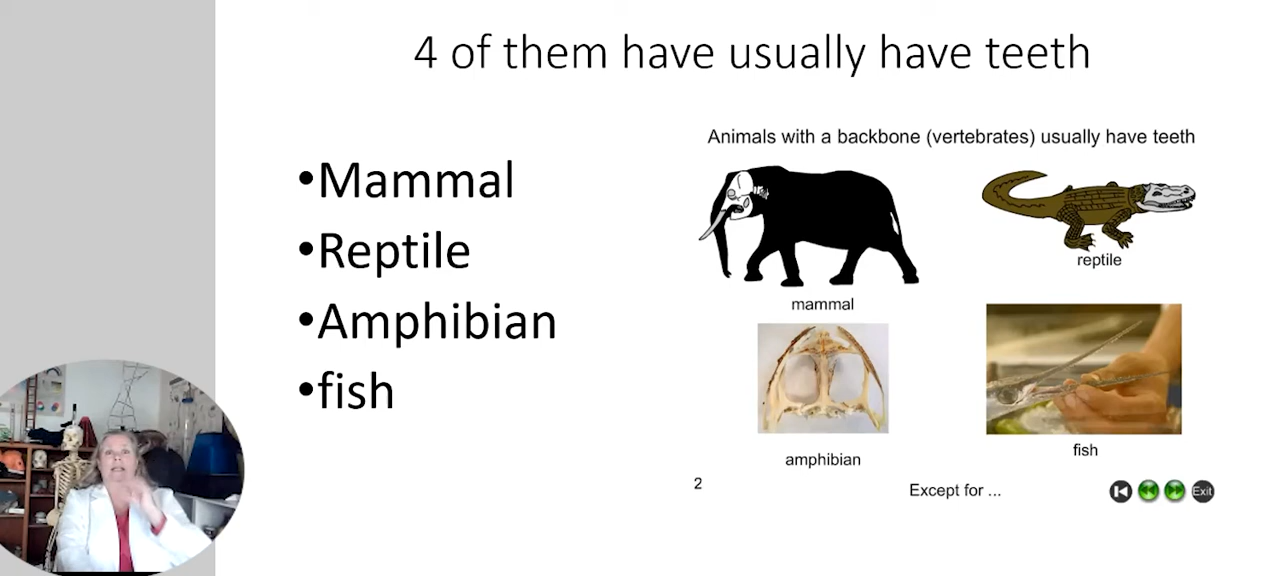 4 of them have usually have teeth
•Mammal
•Reptile
•Amphibian
•fish
Animals with a backbone (vertebrates) usually have teeth
mammal
reptile
amphibian
fish
2
Except for ...
Exit